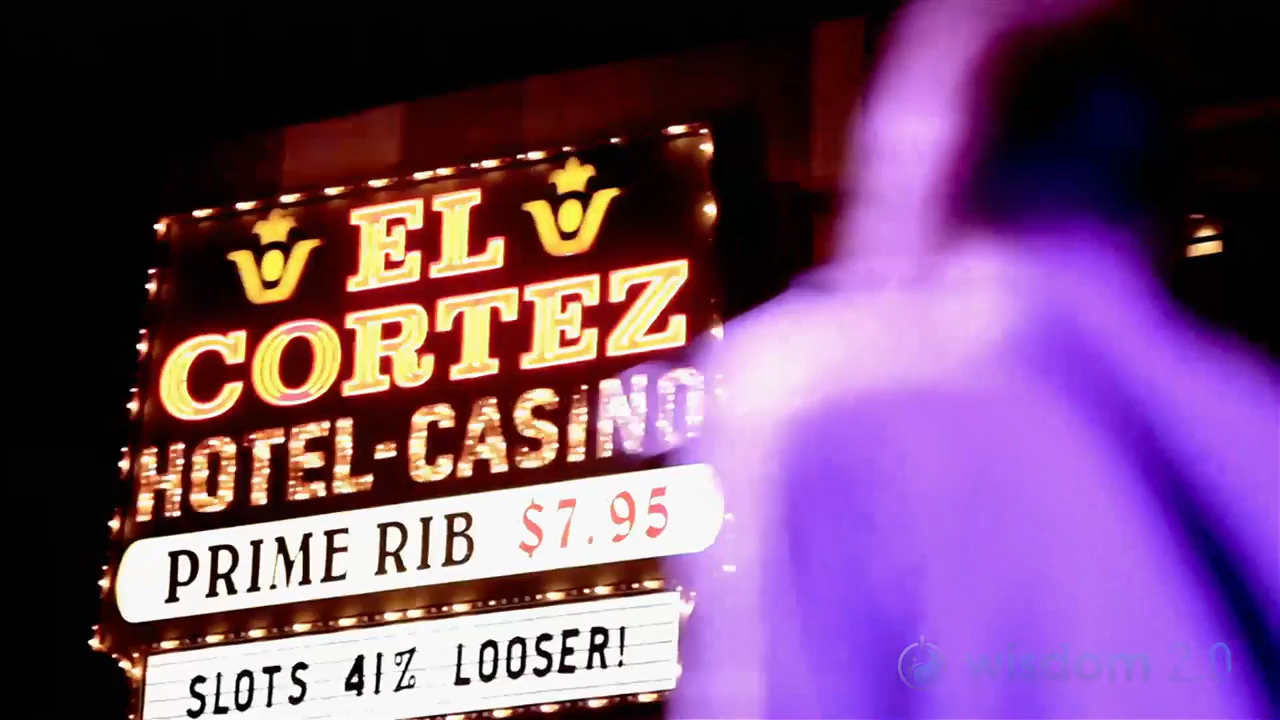 EL
CORTEZ
HOTEL-CASINO
PRIME RIB $7.95
SLOTS 41% LOOSER!
wisdom 2.0